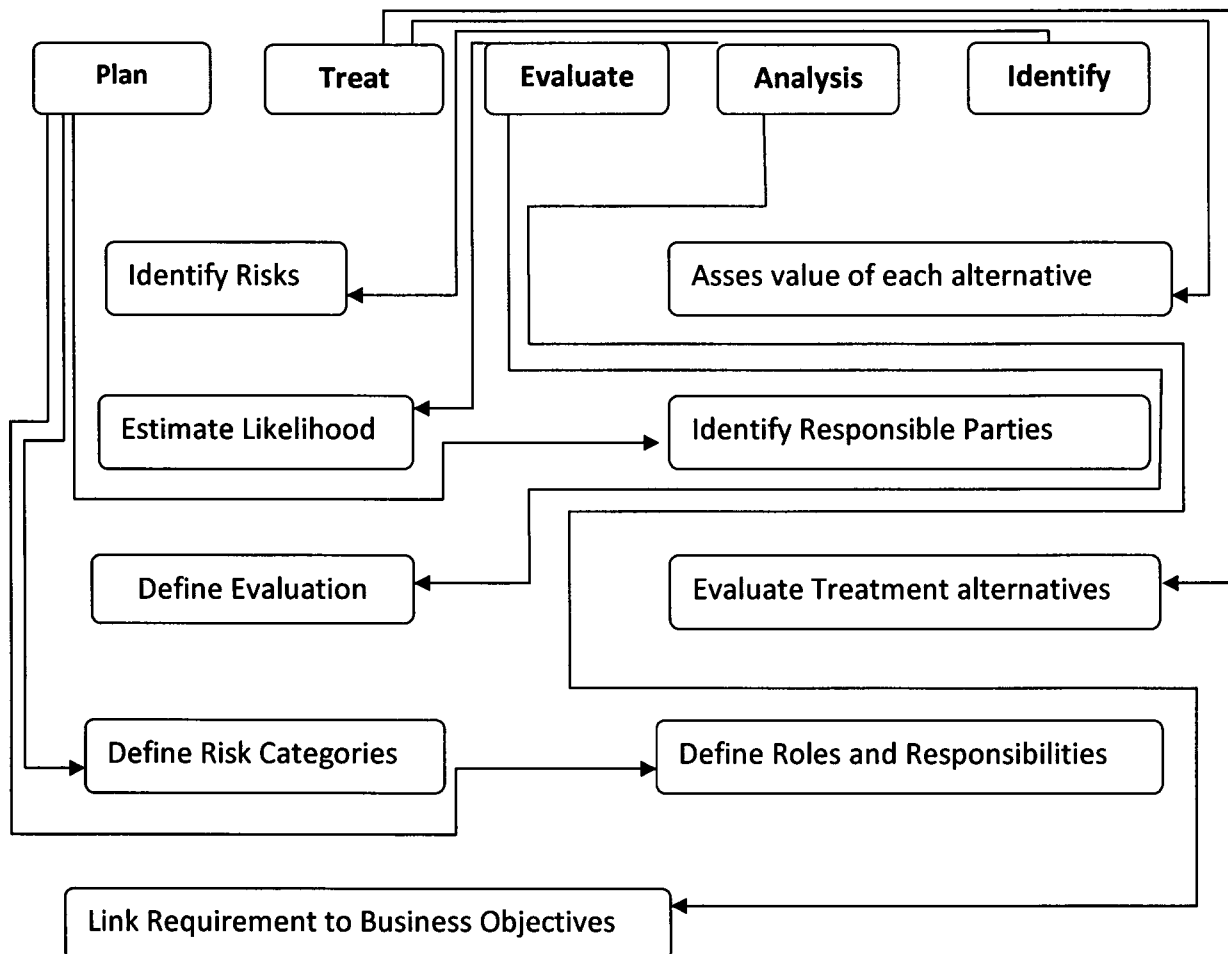 Plan
Treat
Evaluate
Analysis
Identify
Identify Risks
Asses value of each alternative
Estimate Likelihood
Identify Responsible Parties
Define Evaluation
Evaluate Treatment alternatives
Define Risk Categories
Define Roles and Responsibilities
Link Requirement to Business Objectives